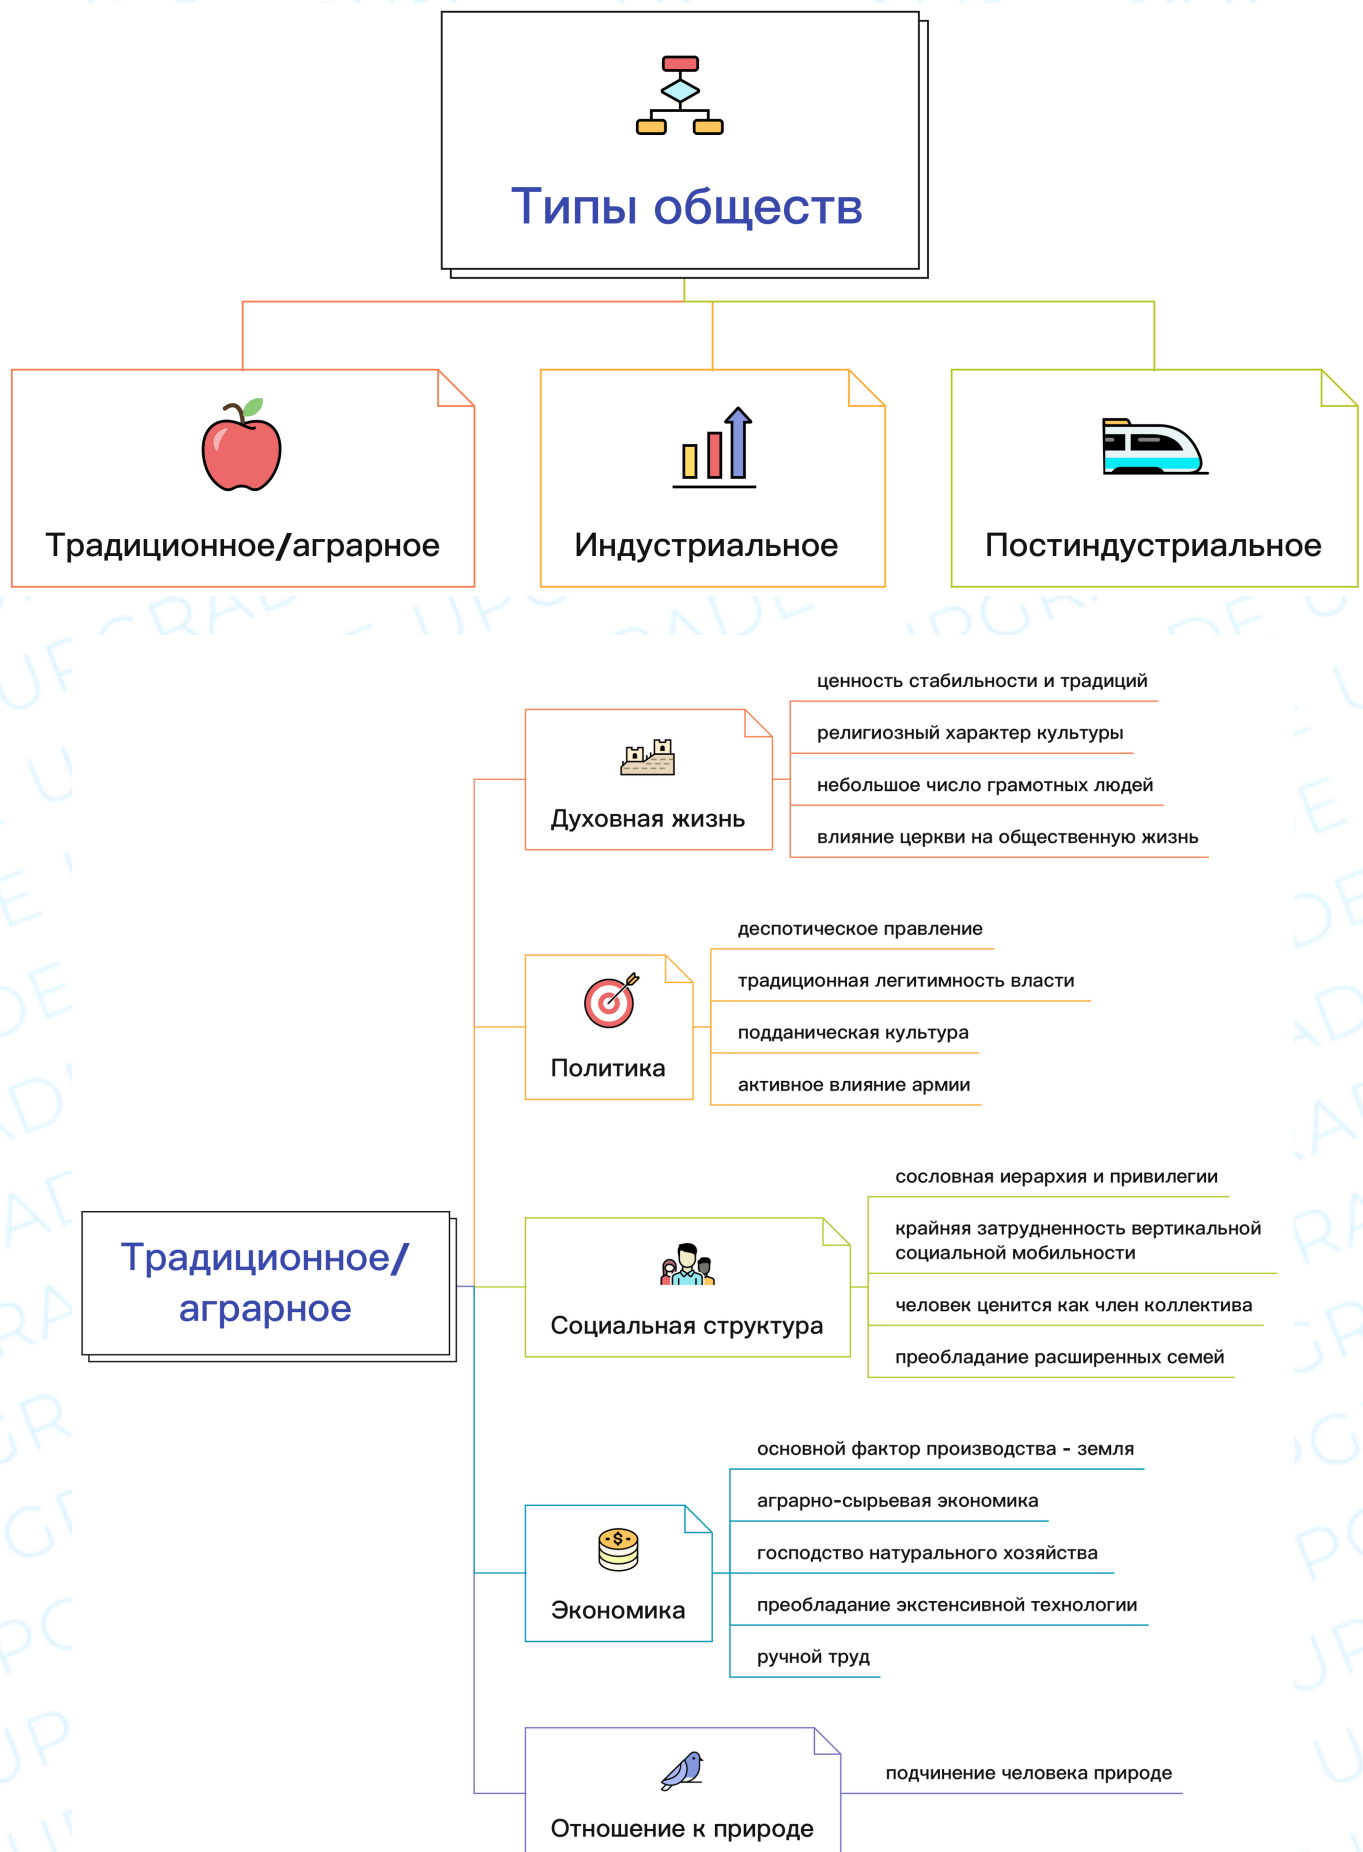 Типы обществ
Традиционное/аграрное
Индустриальное
Постиндустриальное
UPGRADE UPGRADE UPGRADE U
ценность стабильности и традиций
религиозный характер культуры
небольшое число грамотных людей
влияние церкви на общественную жизнь
Духовная жизнь
деспотическое правление
традиционная легитимность власти
подданическая культура
активное влияние армии
Политика
Традиционное/
аграрное
сословная иерархия и привилегии
крайняя затрудненность вертикальной
социальной мобильности
человек ценится как член коллектива
преобладание расширенных семей
Социальная структура
основной фактор производства - земля
аграрно-сырьевая экономика
господство натурального хозяйства
преобладание экстенсивной технологии
ручной труд
Экономика
подчинение человека природе
Отношение к природе